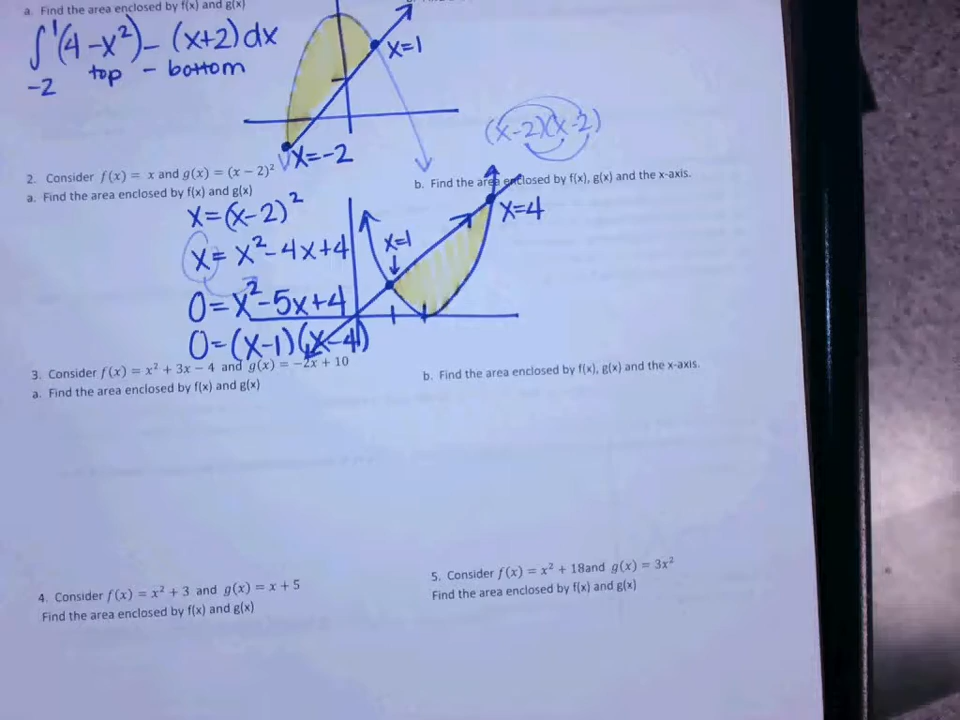 a. Find the area enclosed by f(x) and g(x)
∫ 1 -2 (4-x²) - (x+2) dx
top - bottom
x=1
x=-2
(x-2)(x-2)
2. Consider f(x) = x and g(x) = (x − 2)²
a. Find the area enclosed by f(x) and g(x)
b. Find the area enclosed by f(x), g(x) and the x-axis.
x=(x-2)²
x= x²-4x+4
0=x²-5x+4
0=(x-1)(x-4)
x=1
x=4
3. Consider f(x) = x² + 3x − 4 and g(x) = −2x + 10
a. Find the area enclosed by f(x) and g(x)
b. Find the area enclosed by f(x), g(x) and the x-axis.
4. Consider f(x) = x² + 3 and g(x) = x + 5
Find the area enclosed by f(x) and g(x)
5. Consider f(x) = x² + 18and g(x) = 3x²
Find the area enclosed by f(x) and g(x)